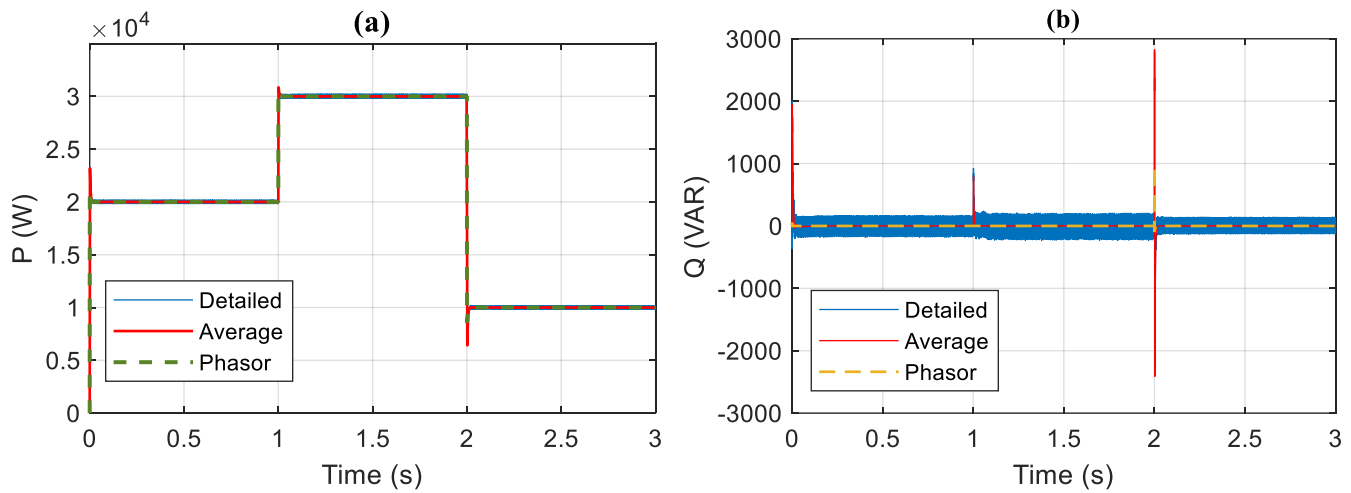 (a)
×10⁴
3
2.5
2
1.5
1
0.5
0
P (W)
0 0.5 1 1.5 2 2.5 3
Time (s)
Detailed
Average
Phasor
(b)
3000
2000
1000
0
-1000
-2000
-3000
Q (VAR)
0 0.5 1 1.5 2 2.5 3
Time (s)
Detailed
Average
Phasor